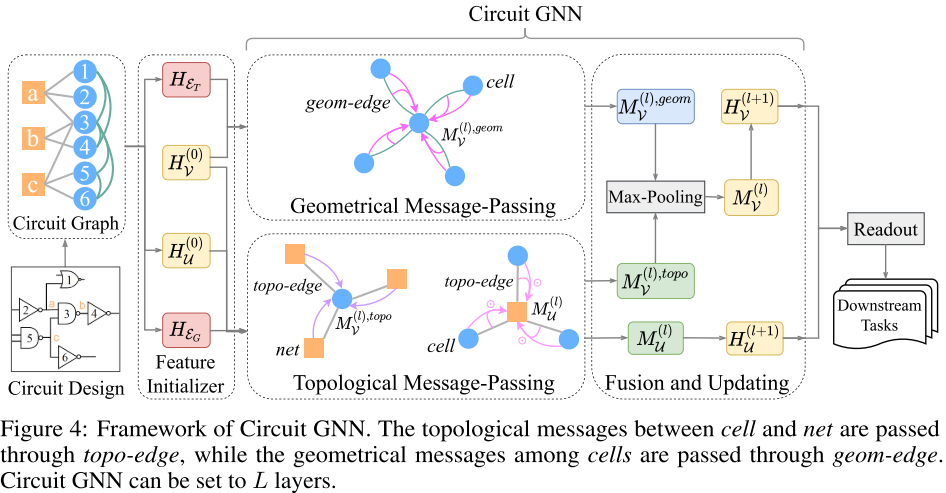 Circuit GNN
a
b
c
1
2
3
4
5
6
Circuit Graph
2
1
a
3
b
4
5
c
6
Circuit Design
H_{\mathcal{E}_T}
H_{\mathcal{V}}^{(0)}
H_{\mathcal{U}}^{(0)}
H_{\mathcal{E}_G}
Feature
Initializer
cell
geom-edge
M_{\mathcal{V}}^{(l),geom}
Geometrical Message-Passing
topo-edge
M_{\mathcal{V}}^{(l),topo}
net
topo-edge
⊙
⊙
⊙
M_{\mathcal{U}}^{(l)}
cell
Topological Message-Passing
M_{\mathcal{V}}^{(l),geom}
H_{\mathcal{V}}^{(l+1)}
Max-Pooling
M_{\mathcal{V}}^{(l)}
M_{\mathcal{V}}^{(l),topo}
M_{\mathcal{U}}^{(l)}
H_{\mathcal{U}}^{(l+1)}
Fusion and Updating
Readout
Downstream
Tasks
Figure 4: Framework of Circuit GNN. The topological messages between cell and net are passed
through topo-edge, while the geometrical messages among cells are passed through geom-edge.
Circuit GNN can be set to L layers.